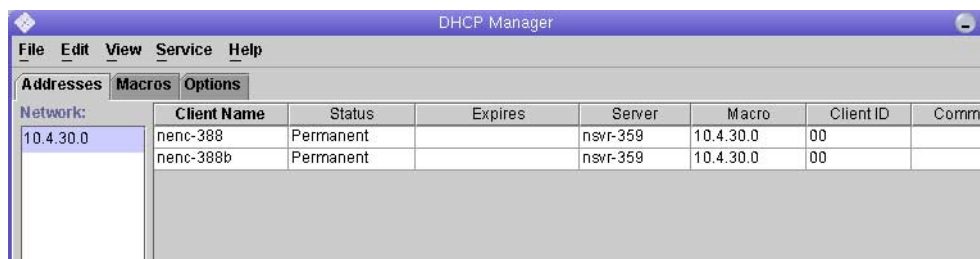 DHCP Manager
File Edit View Service Help
Addresses Macros Options
Network: Client Name Status Expires Server Macro Client ID Comm
10.4.30.0 nenc-388 Permanent nsvr-359 10.4.30.0 00
nenc-388b Permanent nsvr-359 10.4.30.0 00